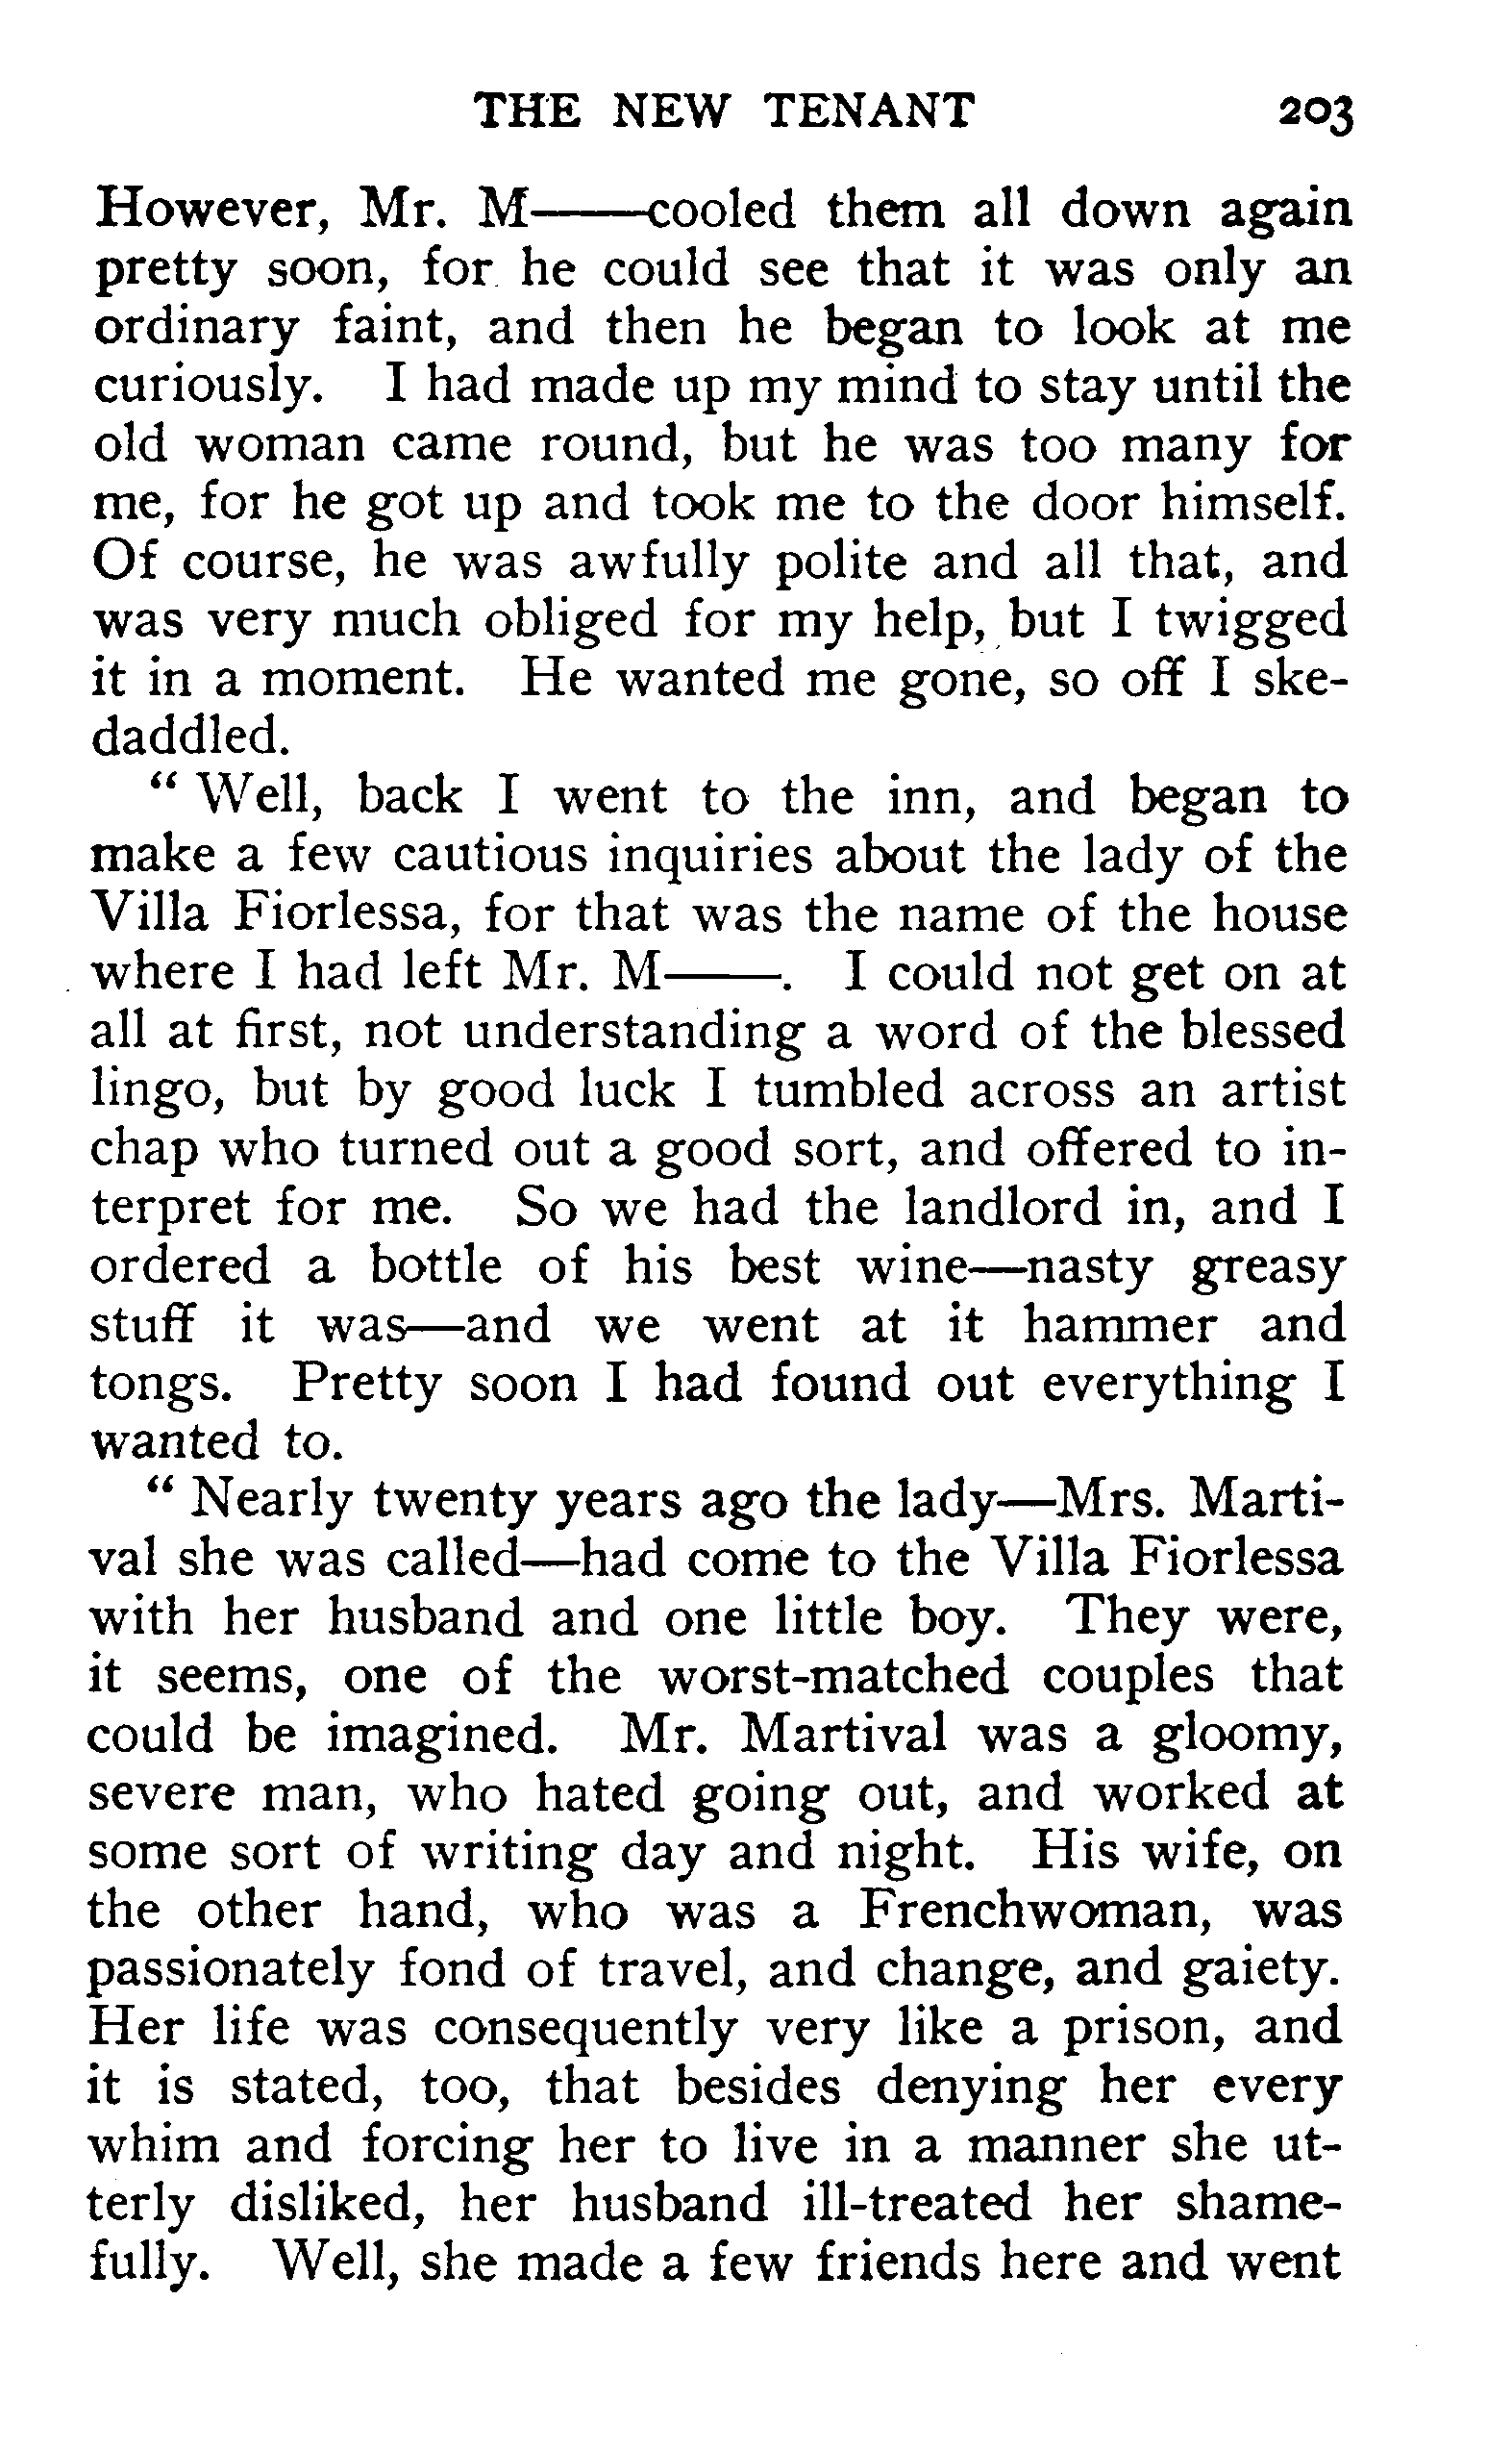 THE NEW TENANT 203
However, Mr. M——cooled them all down again
pretty soon, for he could see that it was only an
ordinary faint, and then he began to look at me
curiously. I had made up my mind to stay until the
old woman came round, but he was too many for
me, for he got up and took me to the door himself.
Of course, he was awfully polite and all that, and
was very much obliged for my help, but I twigged
it in a moment. He wanted me gone, so off I ske-
daddled.
“ Well, back I went to the inn, and began to
make a few cautious inquiries about the lady of the
Villa Fiorlessa, for that was the name of the house
where I had left Mr. M——. I could not get on at
all at first, not understanding a word of the blessed
lingo, but by good luck I tumbled across an artist
chap who turned out a good sort, and offered to in-
terpret for me. So we had the landlord in, and I
ordered a bottle of his best wine—nasty greasy
stuff it was—and we went at it hammer and
tongs. Pretty soon I had found out everything I
wanted to.
“ Nearly twenty years ago the lady—Mrs. Marti-
val she was called—had come to the Villa Fiorlessa
with her husband and one little boy. They were,
it seems, one of the worst-matched couples that
could be imagined. Mr. Martival was a gloomy,
severe man, who hated going out, and worked at
some sort of writing day and night. His wife, on
the other hand, who was a Frenchwoman, was
passionately fond of travel, and change, and gaiety.
Her life was consequently very like a prison, and
it is stated, too, that besides denying her every
whim and forcing her to live in a manner she ut-
terly disliked, her husband ill-treated her shame-
fully. Well, she made a few friends here and went